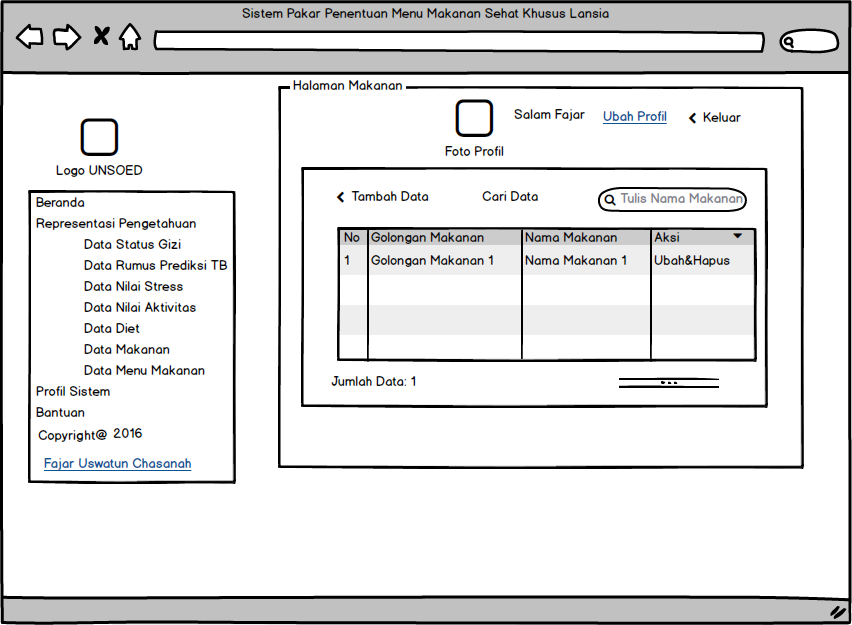 Sistem Pakar Penentuan Menu Makanan Sehat Khusus Lansia
Halaman Makanan
Salam Fajar Ubah Profil Keluar
Foto Profil
Logo UNSOED
Beranda
Representasi Pengetahuan
Data Status Gizi
Data Rumus Prediksi TB
Data Nilai Stress
Data Nilai Aktivitas
Data Diet
Data Makanan
Data Menu Makanan
Profil Sistem
Bantuan
Copyright@ 2016
Fajar Uswatun Chasanah
Tambah Data Cari Data Tulis Nama Makanan
No Golongan Makanan Nama Makanan Aksi
1 Golongan Makanan 1 Nama Makanan 1 Ubah&Hapus
Jumlah Data: 1